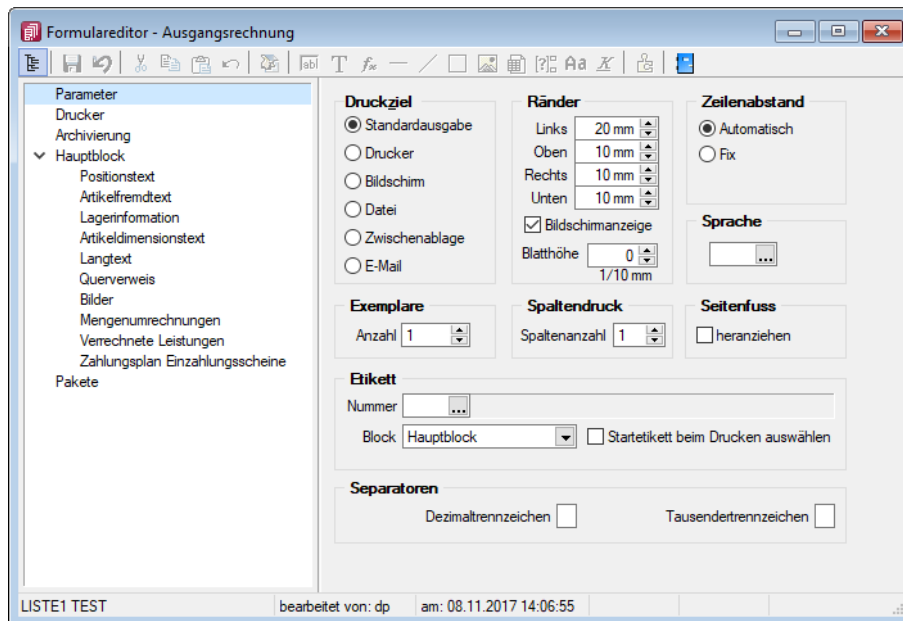 Formulareditor - Ausgangsrechnung
Parameter
Drucker
Archivierung
Hauptblock
Positionstext
Artikelfremdtext
Lagerinformation
Artikeldimensionstext
Langtext
Querverweis
Bilder
Mengenumrechnungen
Verrechnete Leistungen
Zahlungsplan Einzahlungsscheine
Pakete
Druckziel
Standardausgabe
Drucker
Bildschirm
Datei
Zwischenablage
E-Mail
Ränder
Links 20 mm
Oben 10 mm
Rechts 10 mm
Unten 10 mm
Bildschirmanzeige
Blatthöhe 0
1/10 mm
Zeilenabstand
Automatisch
Fix
Sprache
...
Exemplare
Anzahl 1
Spaltendruck
Spaltenanzahl 1
Seitenfuss
heranziehen
Etikett
Nummer ...
Block Hauptblock Startetikett beim Drucken auswählen
Separatoren
Dezimaltrennzeichen Tausendertrennzeichen
LISTE1 TEST bearbeitet von: dp am: 08.11.2017 14:06:55